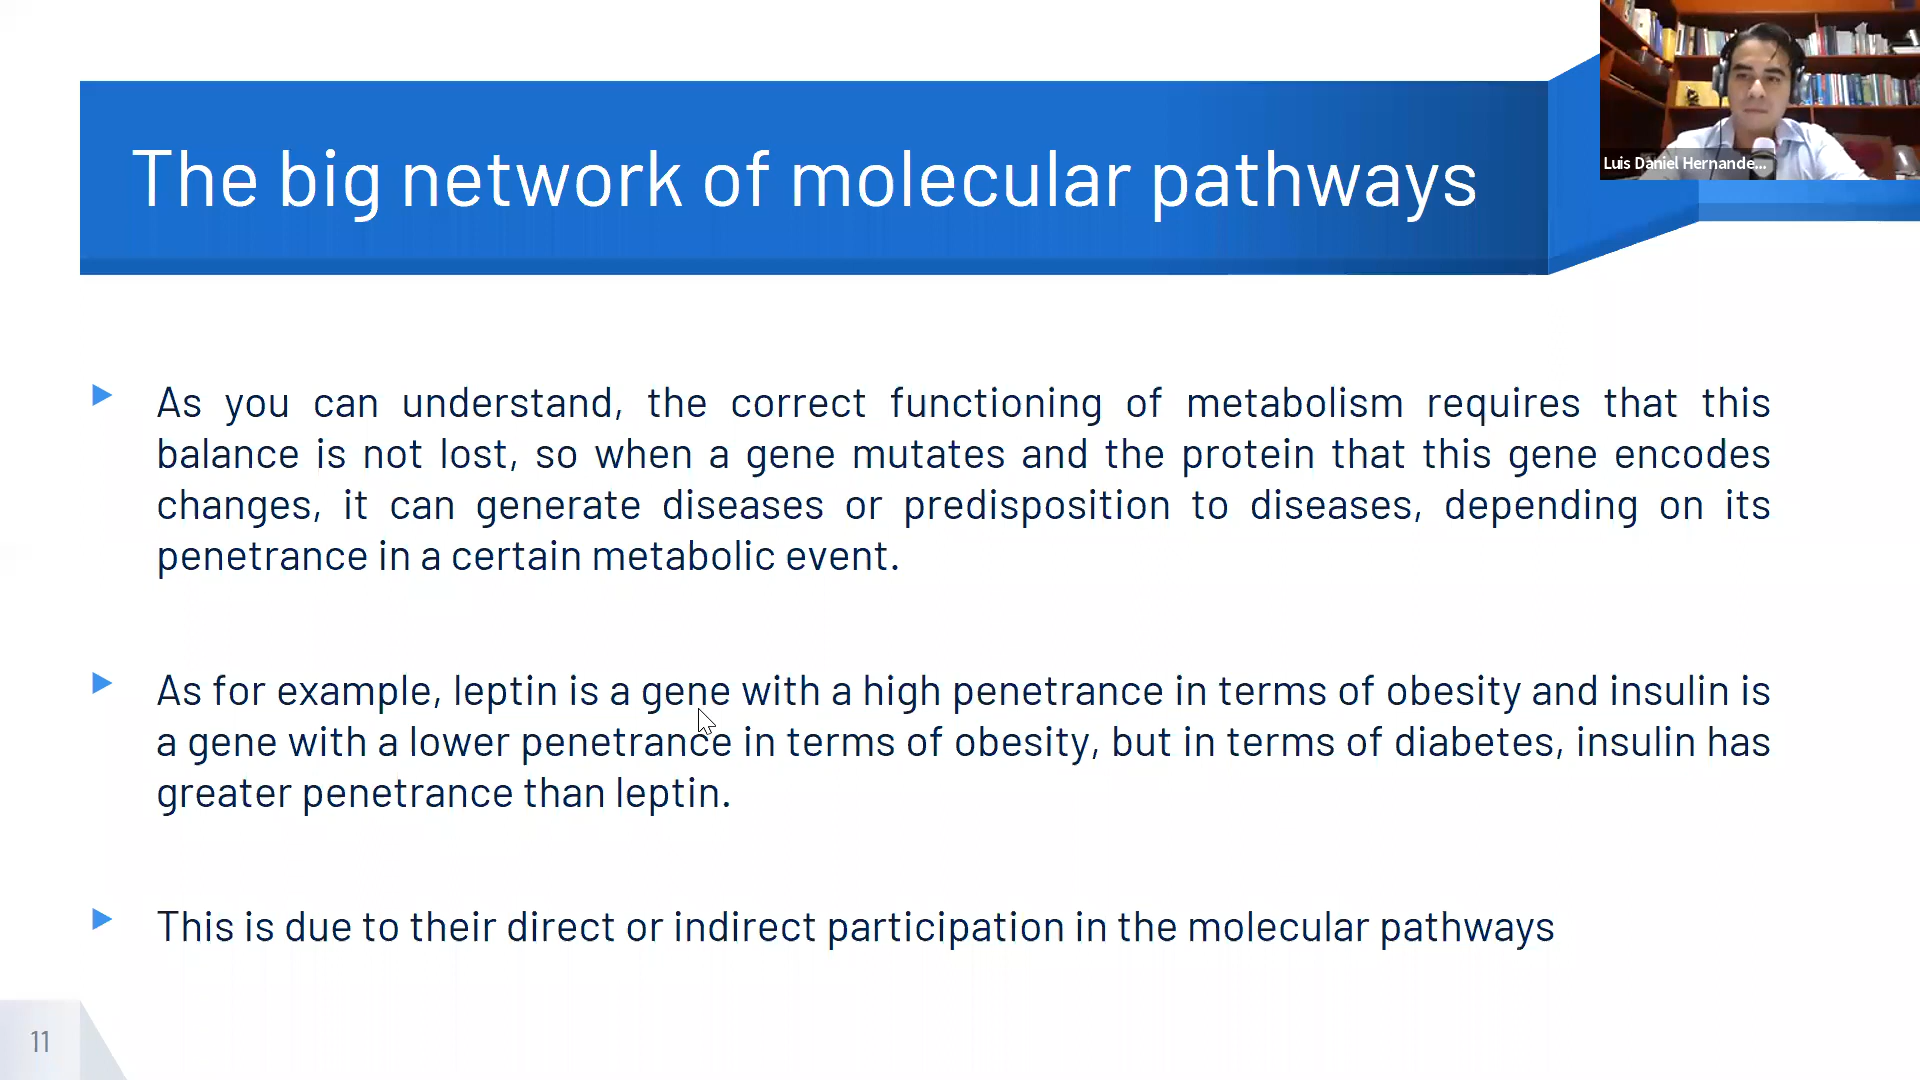 The big network of molecular pathways
Luis Daniel Hernande...
As you can understand, the correct functioning of metabolism requires that this
balance is not lost, so when a gene mutates and the protein that this gene encodes
changes, it can generate diseases or predisposition to diseases, depending on its
penetrance in a certain metabolic event.
As for example, leptin is a gene with a high penetrance in terms of obesity and insulin is
a gene with a lower penetrance in terms of obesity, but in terms of diabetes, insulin has
greater penetrance than leptin.
This is due to their direct or indirect participation in the molecular pathways
11